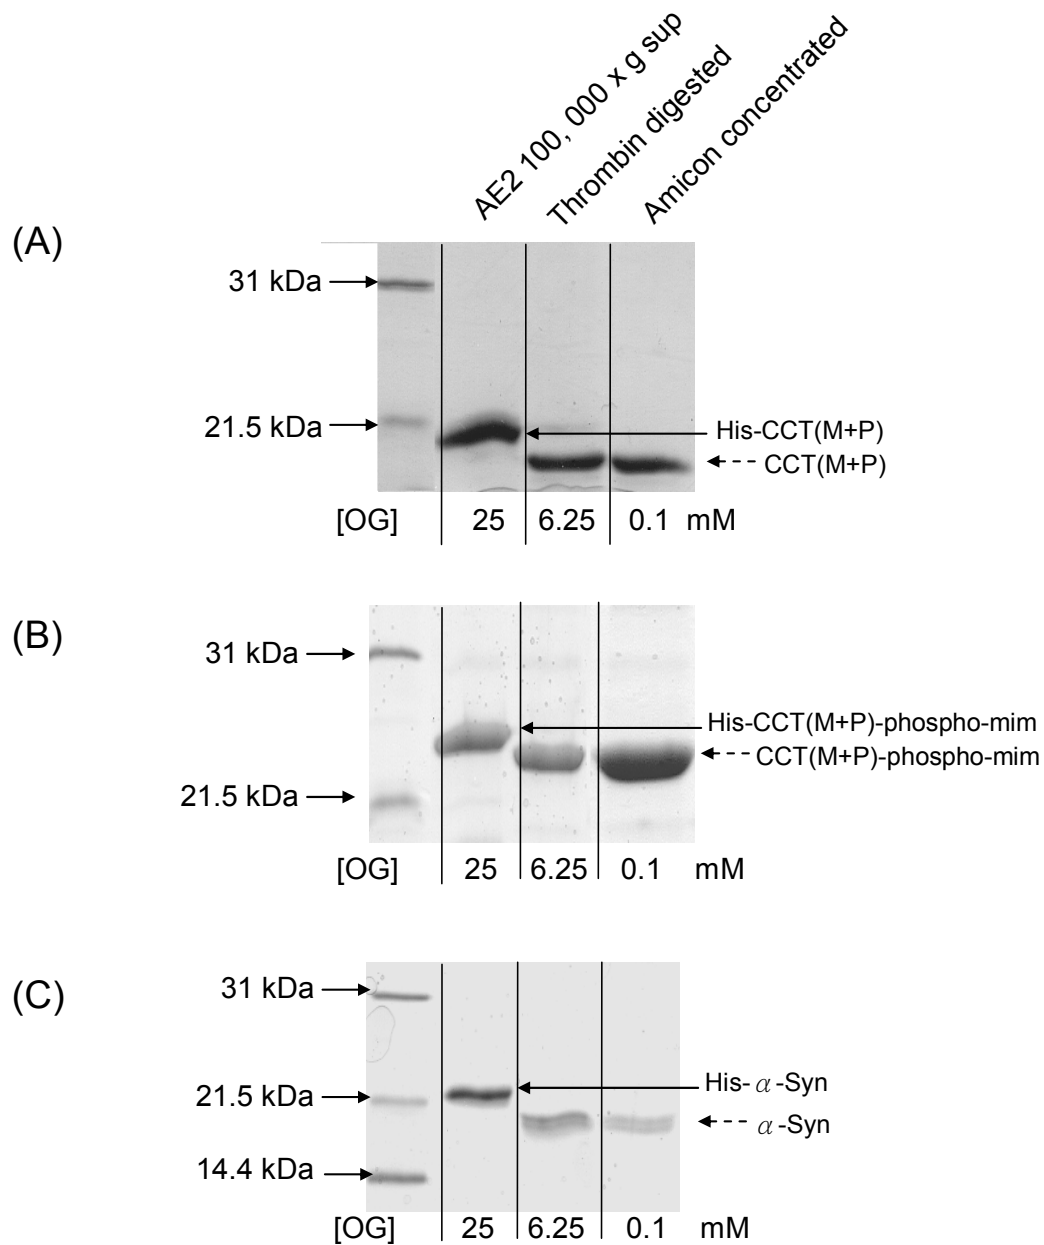 AE2 100, 000 x g sup
Thrombin digested
Amicon concentrated
(A)
31 kDa
21.5 kDa
His-CCT(M+P)
CCT(M+P)
[OG] 25 6.25 0.1 mM
(B)
31 kDa
His-CCT(M+P)-phospho-mim
CCT(M+P)-phospho-mim
21.5 kDa
[OG] 25 6.25 0.1 mM
(C)
31 kDa
His-α-Syn
21.5 kDa
α-Syn
14.4 kDa
[OG] 25 6.25 0.1 mM